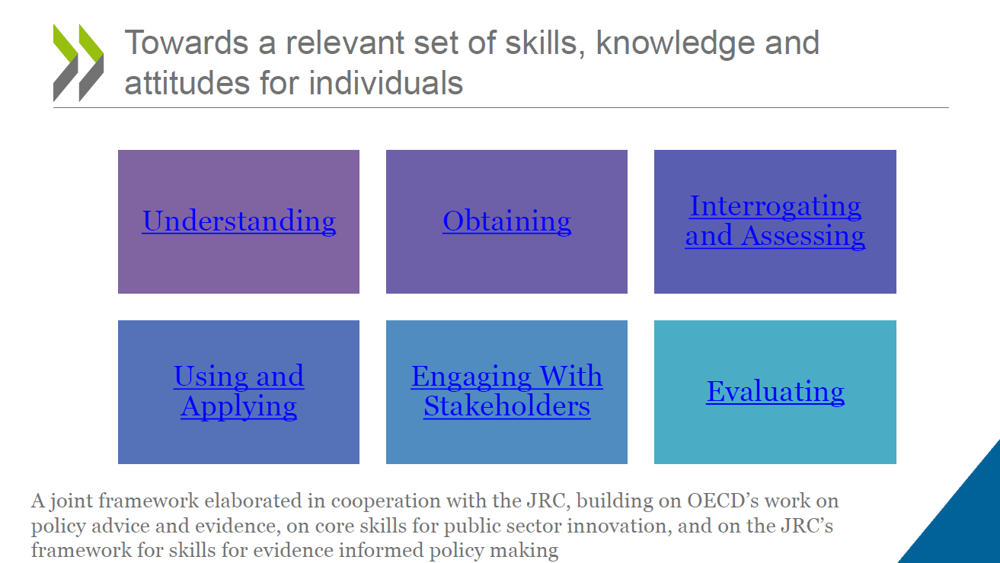 Towards a relevant set of skills, knowledge and
attitudes for individuals
Understanding
Obtaining
Interrogating
and Assessing
Using and
Applying
Engaging With
Stakeholders
Evaluating
A joint framework elaborated in cooperation with the JRC, building on OECD’s work on
policy advice and evidence, on core skills for public sector innovation, and on the JRC’s
framework for skills for evidence informed policy making